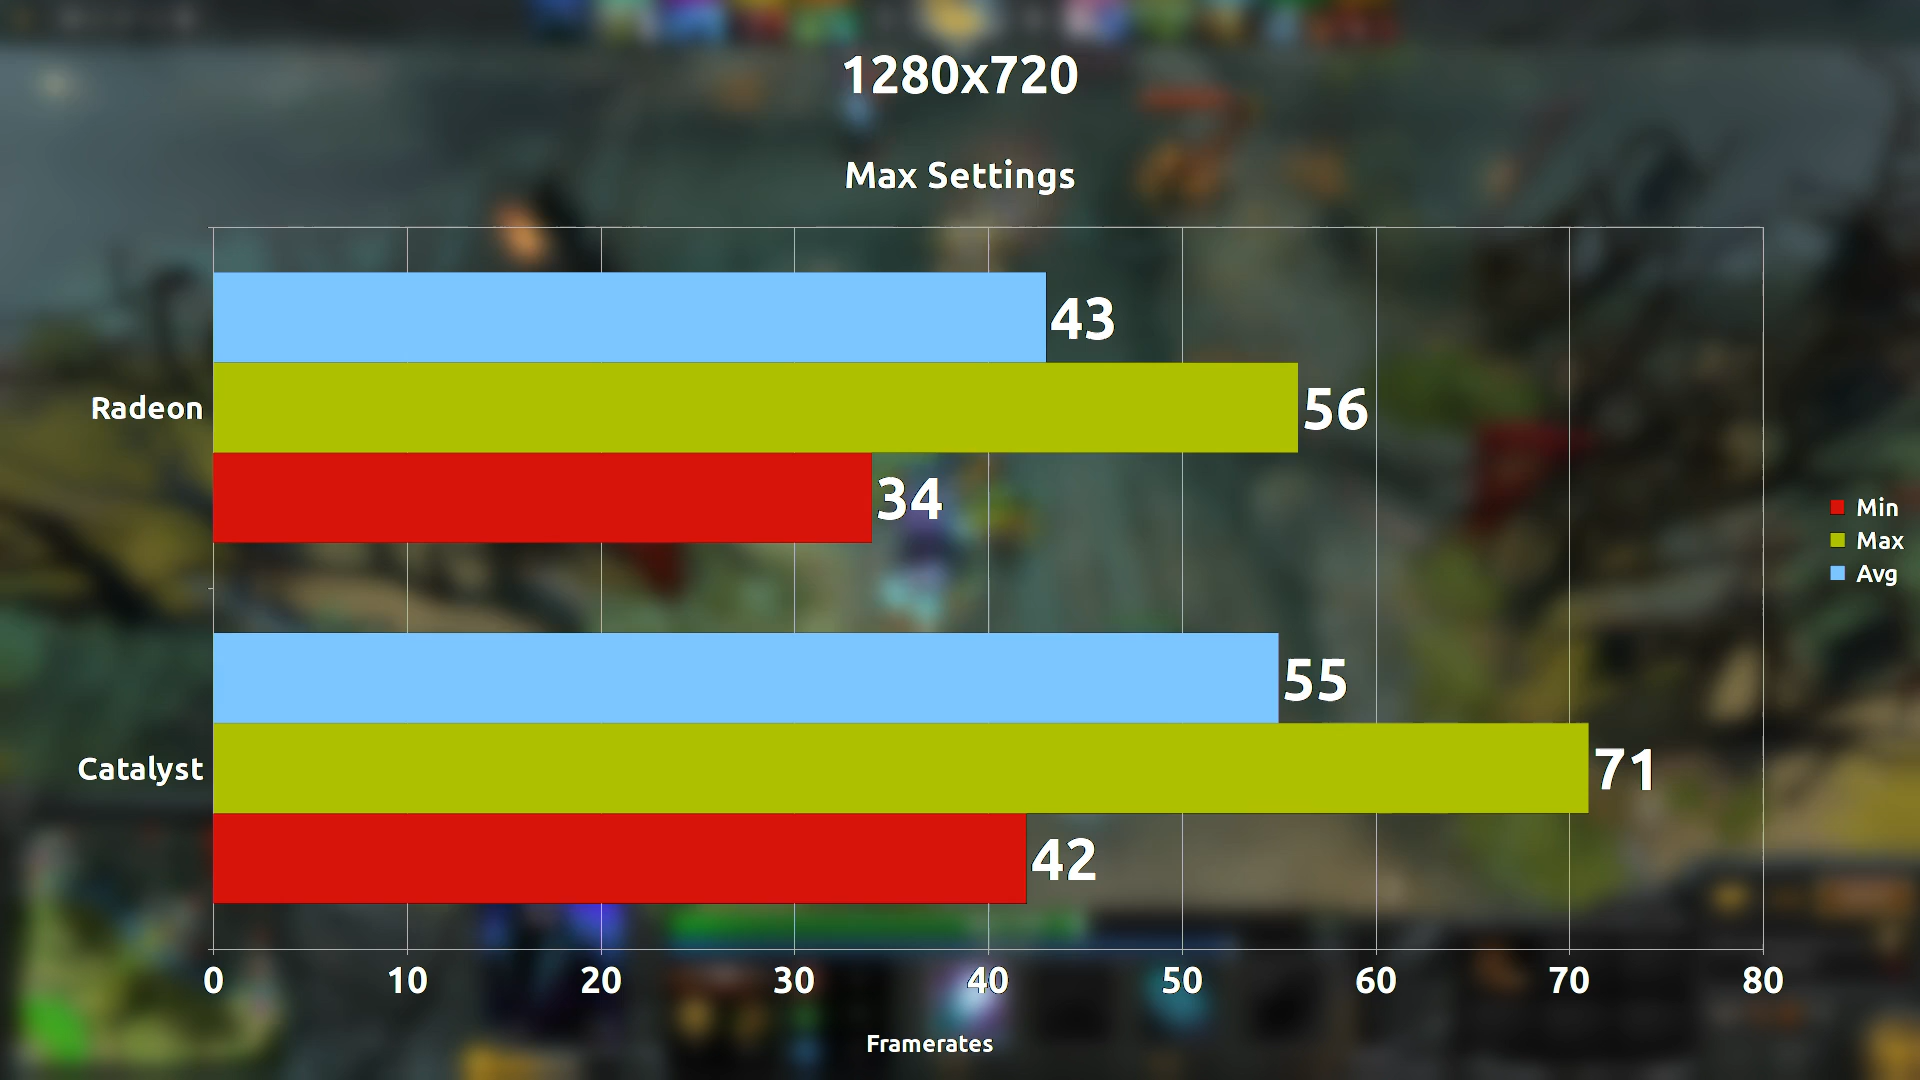 1280x720
Max Settings
43
56
Radeon
34
Min
Max
Avg
55
71
Catalyst
42
0 10 20 30 40 50 60 70 80
Framerates